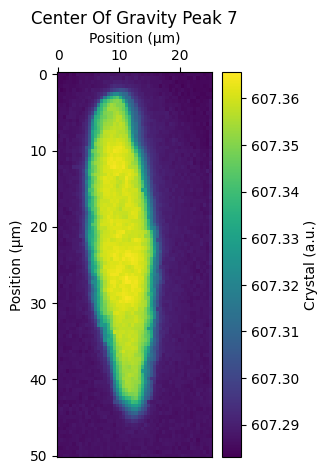 Center Of Gravity Peak 7
Position (μm)
0 10 20
0
10
20
30
40
50
Position (μm)
607.36
607.35
607.34
607.33
607.32
607.31
607.30
607.29
Crystal (a.u.)